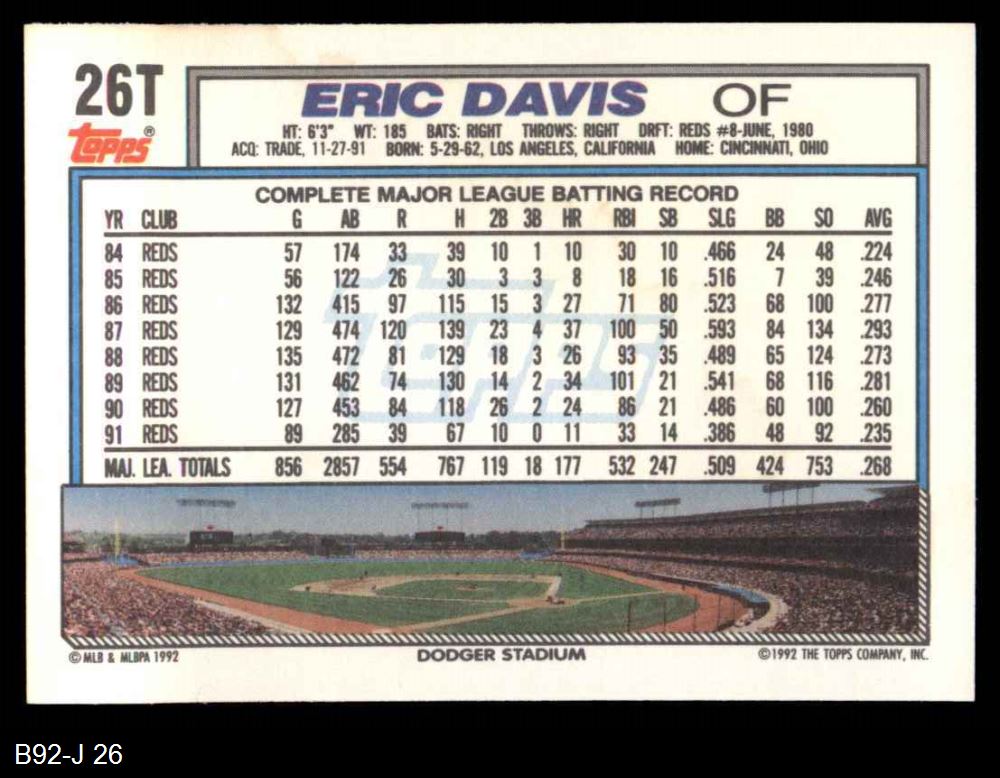 26T
topps®
ERIC DAVIS OF
HT: 6'3" WT: 185 BATS: RIGHT THROWS: RIGHT DRFT: REDS #8-JUNE, 1980
ACQ: TRADE, 11-27-91 BORN: 5-29-62, LOS ANGELES, CALIFORNIA HOME: CINCINNATI, OHIO
COMPLETE MAJOR LEAGUE BATTING RECORD
YR CLUB G AB R H 2B 3B HR RBI SB SLG BB SO AVG
84 REDS 57 174 33 39 10 1 10 30 10 .466 24 48 .224
85 REDS 56 122 26 30 3 3 8 18 16 .516 7 39 .246
86 REDS 132 415 97 115 15 3 27 71 80 .523 68 100 .277
87 REDS 129 474 120 139 23 4 37 100 50 .593 84 134 .293
88 REDS 135 472 81 129 18 3 26 93 35 .489 65 124 .273
89 REDS 131 462 74 130 14 2 34 101 21 .541 68 116 .281
90 REDS 127 453 84 118 26 2 24 86 21 .486 60 100 .260
91 REDS 89 285 39 67 10 0 11 33 14 .386 48 92 .235
MAJ. LEA. TOTALS 856 2857 554 767 119 18 177 532 247 .509 424 753 .268
topps
© MLB & MLBPA 1992 DODGER STADIUM ©1992 THE TOPPS COMPANY, INC.
B92-J 26